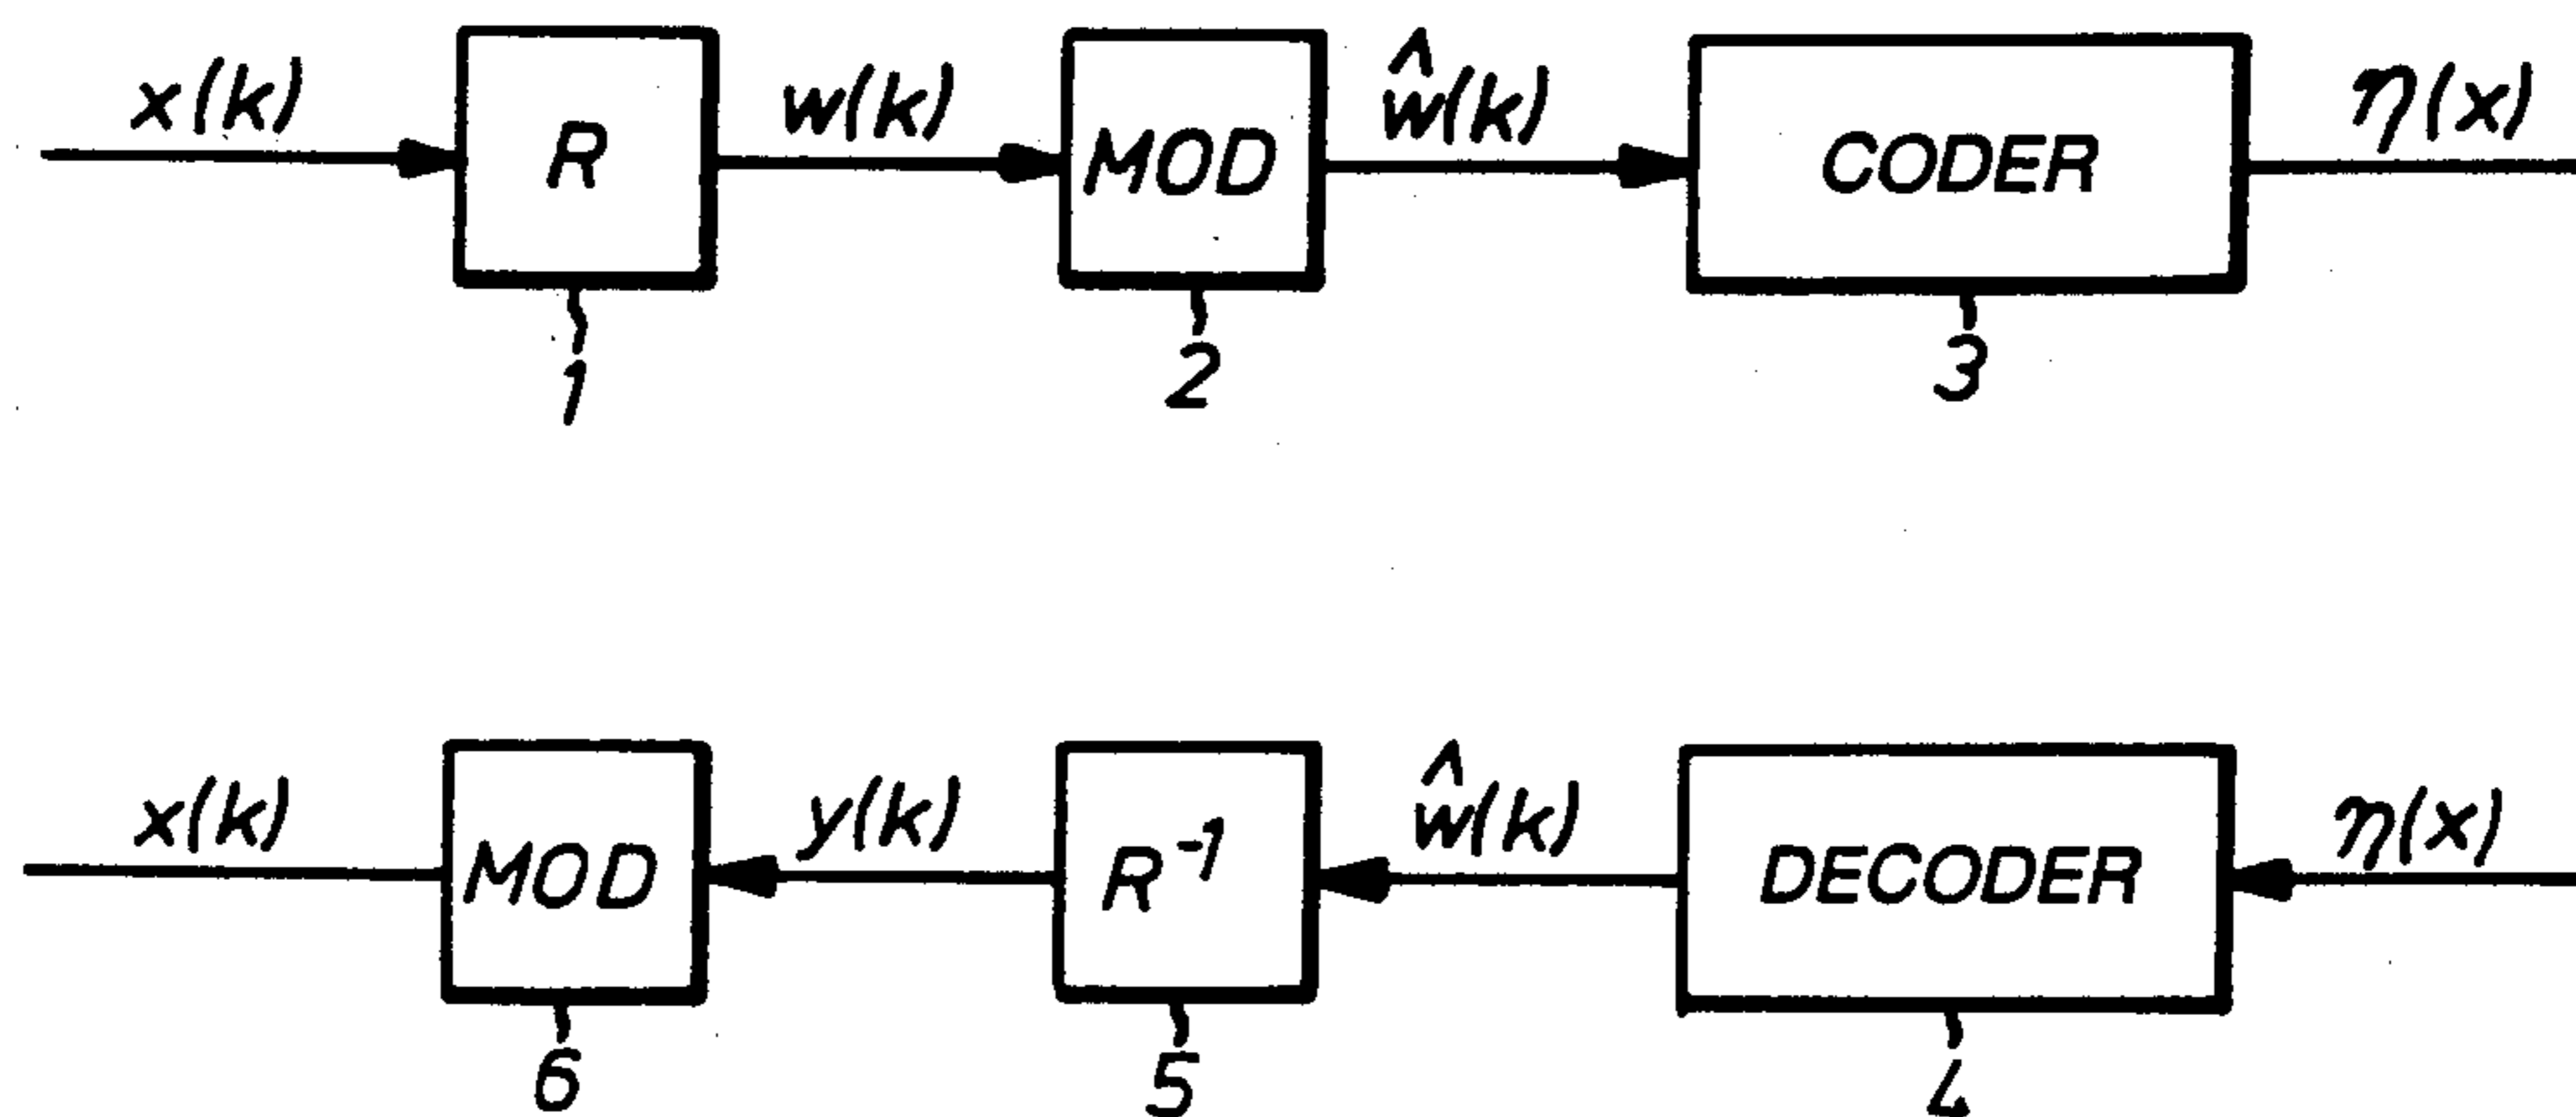 x(k) R w(k) MOD ŵ(k) CODER η(x)
1 2 3
x(k) MOD y(k) R⁻¹ ŵ(k) DECODER η(x)
6 5 4